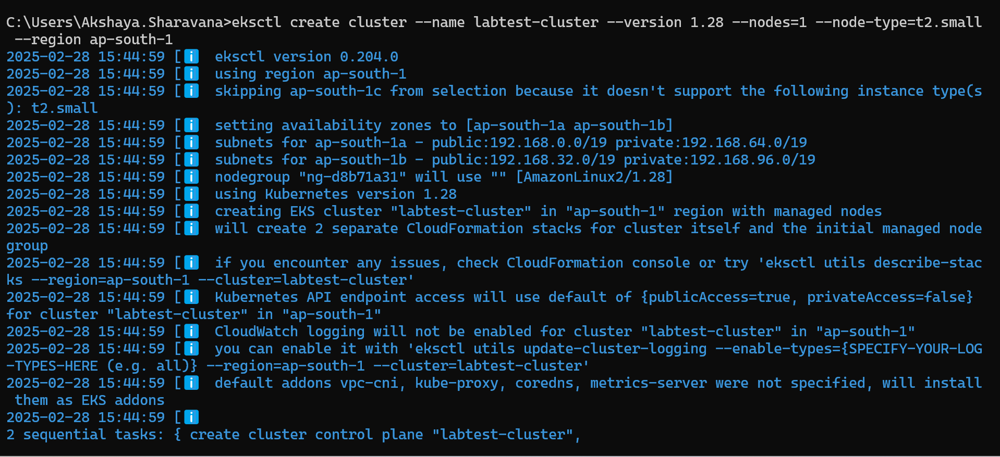 C:\Users\Akshaya.Sharavana>eksctl create cluster --name labtest-cluster --version 1.28 --nodes=1 --node-type=t2.small
 --region ap-south-1
2025-02-28 15:44:59 [ℹ  eksctl version 0.204.0
2025-02-28 15:44:59 [ℹ  using region ap-south-1
2025-02-28 15:44:59 [ℹ  skipping ap-south-1c from selection because it doesn't support the following instance type(s
): t2.small
2025-02-28 15:44:59 [ℹ  setting availability zones to [ap-south-1a ap-south-1b]
2025-02-28 15:44:59 [ℹ  subnets for ap-south-1a - public:192.168.0.0/19 private:192.168.64.0/19
2025-02-28 15:44:59 [ℹ  subnets for ap-south-1b - public:192.168.32.0/19 private:192.168.96.0/19
2025-02-28 15:44:59 [ℹ  nodegroup "ng-d8b71a31" will use "" [AmazonLinux2/1.28]
2025-02-28 15:44:59 [ℹ  using Kubernetes version 1.28
2025-02-28 15:44:59 [ℹ  creating EKS cluster "labtest-cluster" in "ap-south-1" region with managed nodes
2025-02-28 15:44:59 [ℹ  will create 2 separate CloudFormation stacks for cluster itself and the initial managed node
group
2025-02-28 15:44:59 [ℹ  if you encounter any issues, check CloudFormation console or try 'eksctl utils describe-stac
ks --region=ap-south-1 --cluster=labtest-cluster'
2025-02-28 15:44:59 [ℹ  Kubernetes API endpoint access will use default of {publicAccess=true, privateAccess=false}
for cluster "labtest-cluster" in "ap-south-1"
2025-02-28 15:44:59 [ℹ  CloudWatch logging will not be enabled for cluster "labtest-cluster" in "ap-south-1"
2025-02-28 15:44:59 [ℹ  you can enable it with 'eksctl utils update-cluster-logging --enable-types={SPECIFY-YOUR-LOG
-TYPES-HERE (e.g. all)} --region=ap-south-1 --cluster=labtest-cluster'
2025-02-28 15:44:59 [ℹ  default addons vpc-cni, kube-proxy, coredns, metrics-server were not specified, will install
 them as EKS addons
2025-02-28 15:44:59 [ℹ
2 sequential tasks: { create cluster control plane "labtest-cluster",